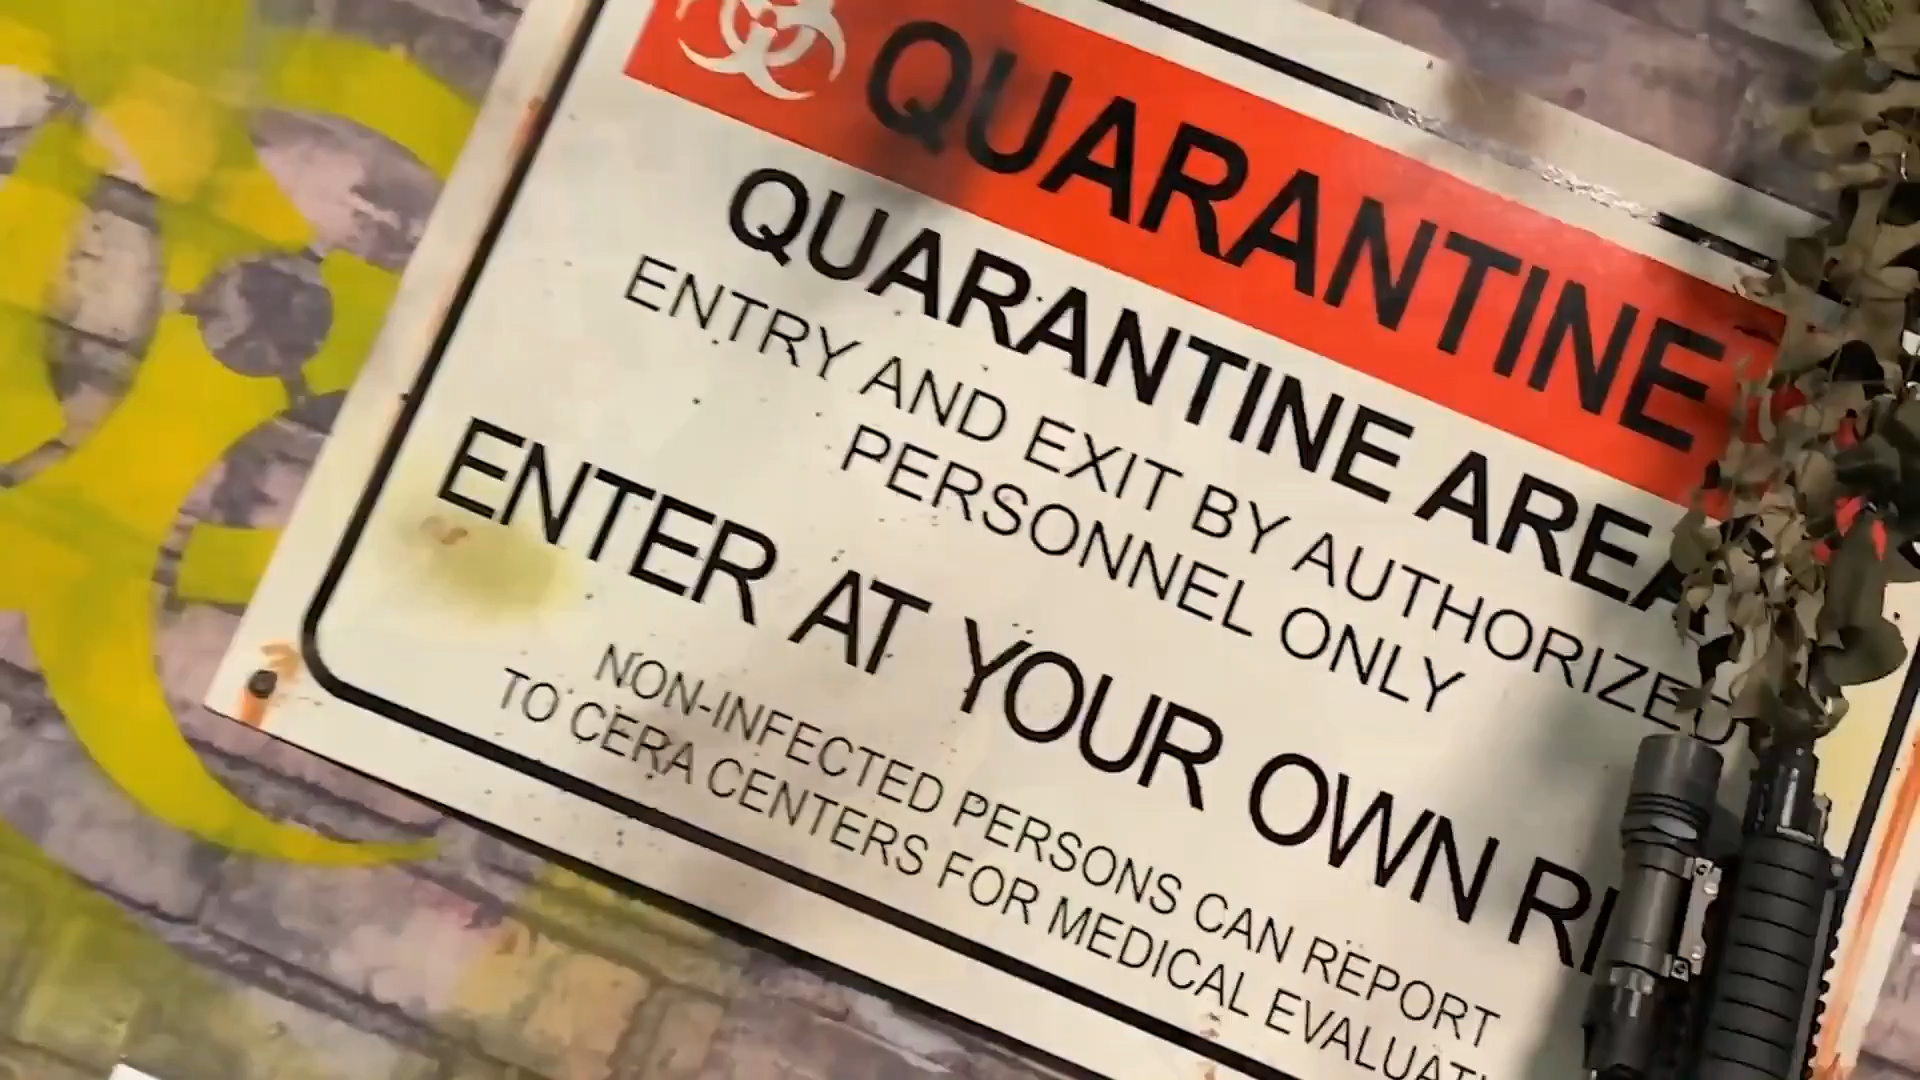 QUARANTINE
QUARANTINE AREA
ENTRY AND EXIT BY AUTHORIZED
PERSONNEL ONLY
ENTER AT YOUR OWN
NON-INFECTED PERSONS CAN REPORT
TO CERA CENTERS FOR MEDICAL